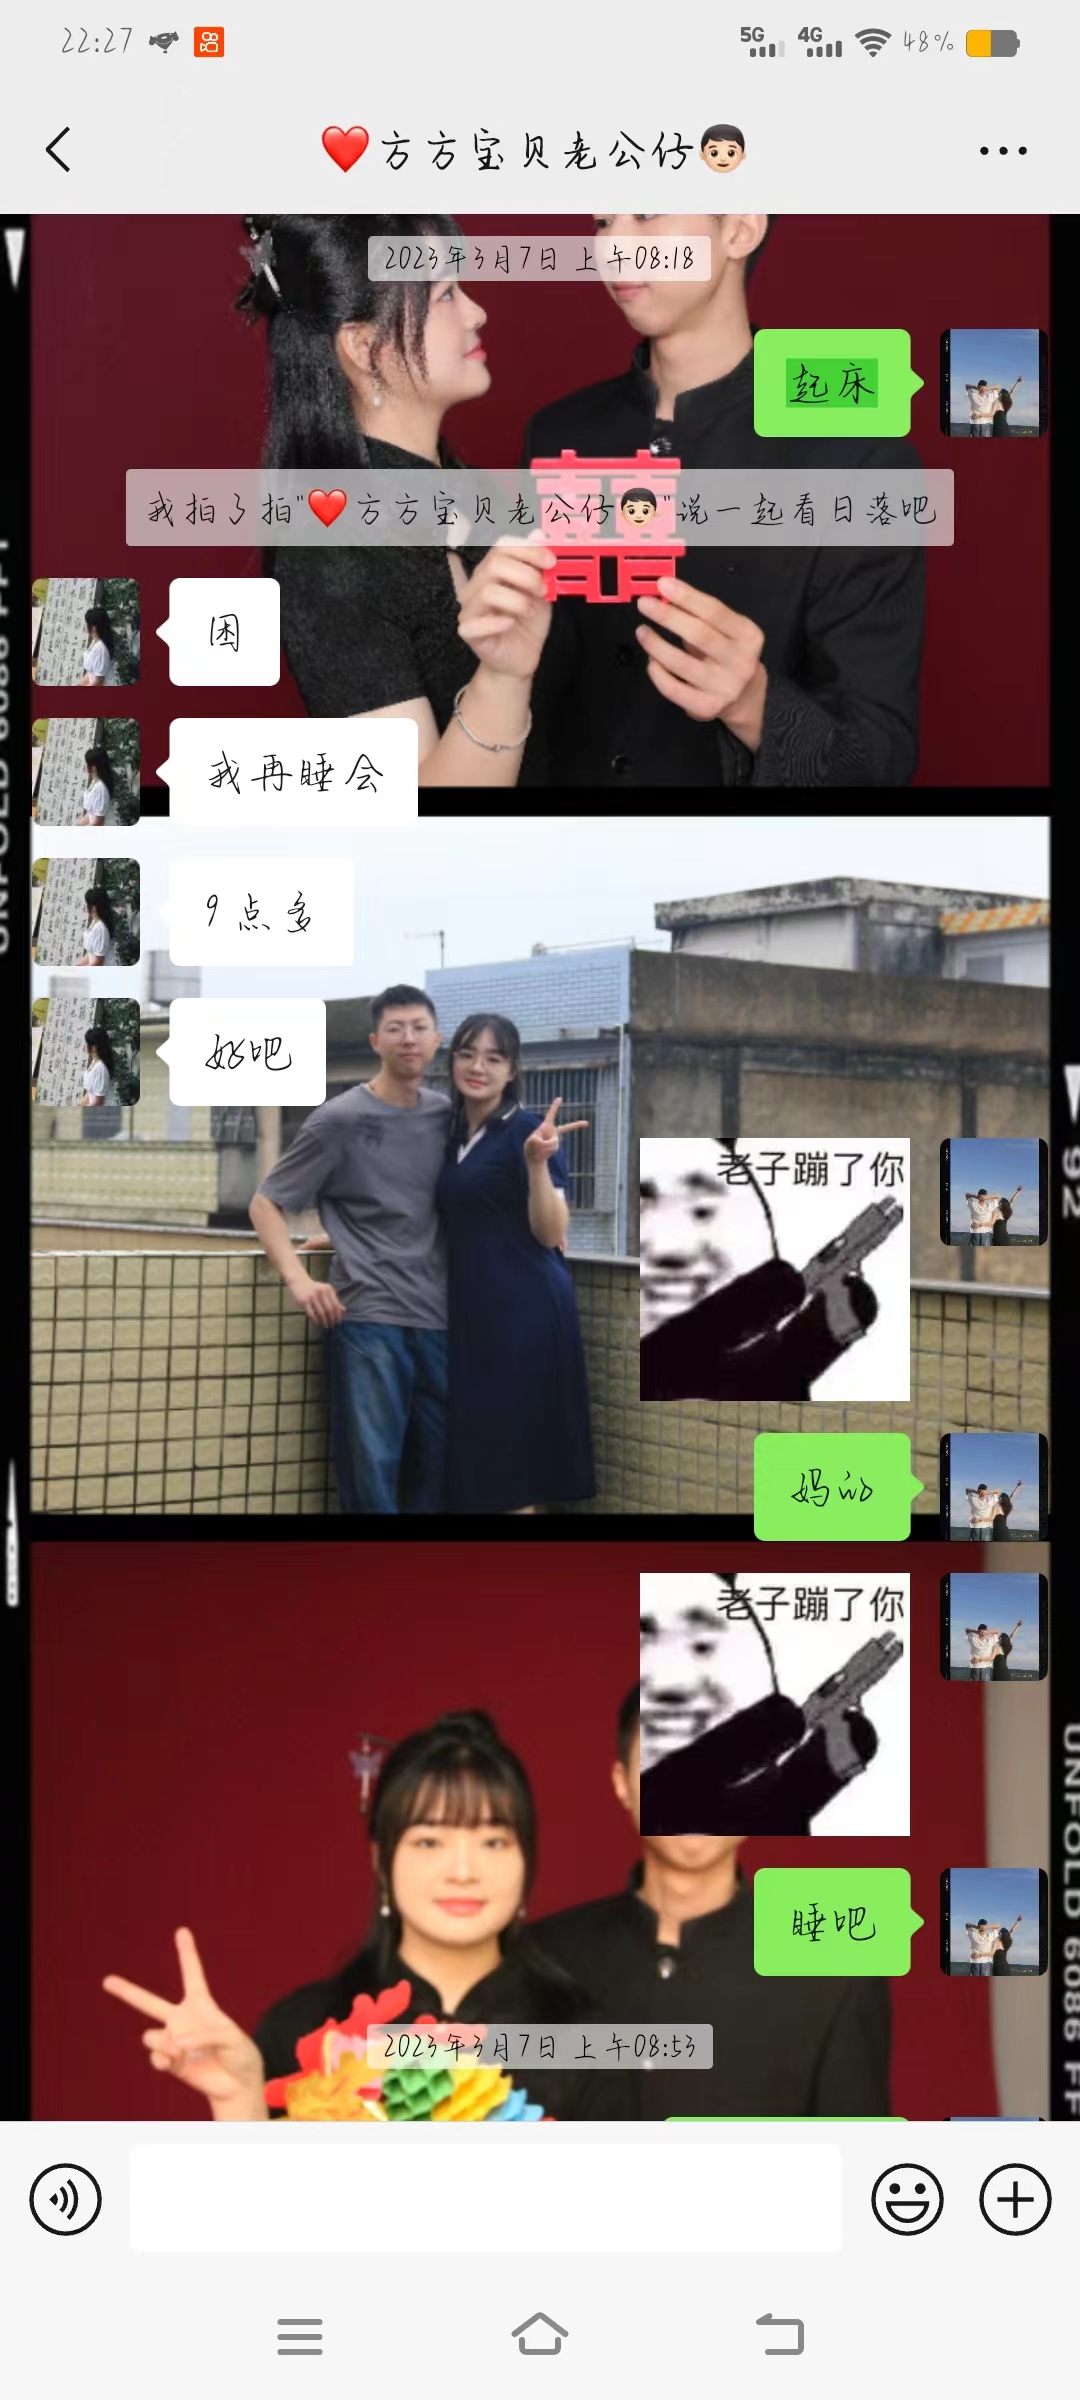 22:27
5G 4G 48%
❤️方方宝贝老公仔👦🏻
2023年3月7日 上午08:18
起床
我拍了拍"❤️方方宝贝老公仔👦🏻"说一起看日落吧
困
我再睡会
9点多
好吧
老子蹦了你
妈的
老子蹦了你
睡吧
2023年3月7日 上午08:53
92
UNFOLD 6086 FF